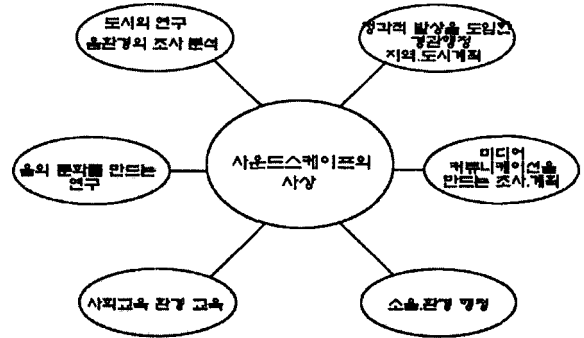 도시의 연구
음환경의 조사 분석
청각적 발상을 도입한
경관행정
지역.도시계획
사운드스케이프의
사상
음의 문화를 만드는
연구
미디어
커뮤니케이션을
만드는 조사.계획
사회교육 환경 교육
소음.환경 행정